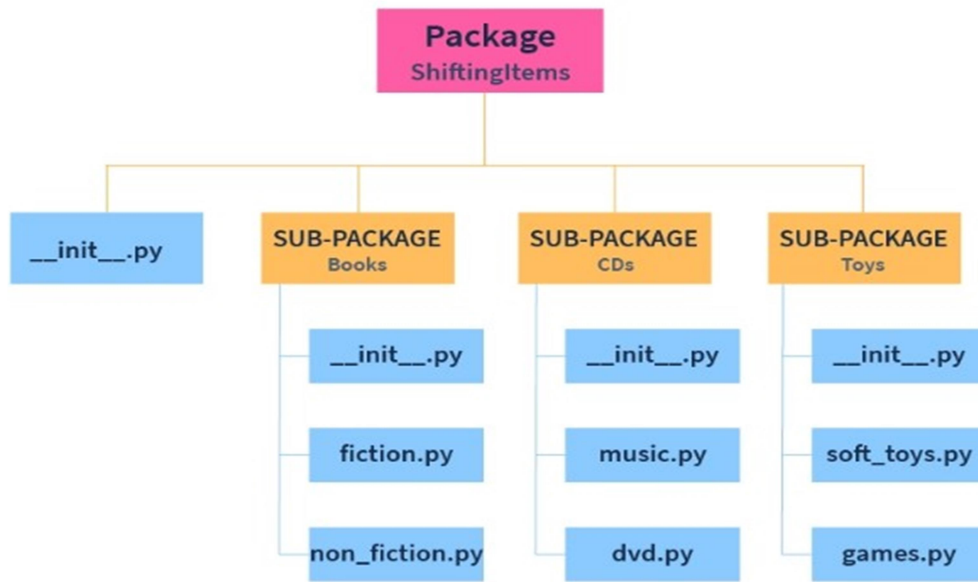 Package
ShiftingItems
__init__.py
SUB-PACKAGE
Books
SUB-PACKAGE
CDs
SUB-PACKAGE
Toys
__init__.py
__init__.py
__init__.py
fiction.py
music.py
soft_toys.py
non_fiction.py
dvd.py
games.py